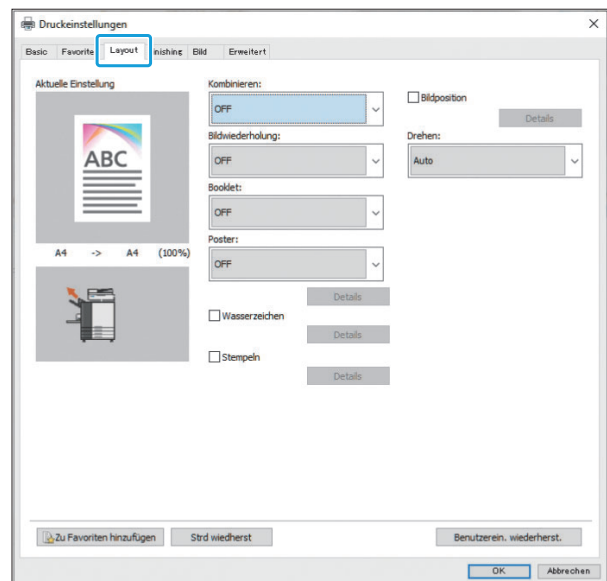 Druckeinstellungen
Basic Favorite Layout inishing Bild Erweitert
Aktuelle Einstellung
ABC
A4 -> A4 (100%)
Kombinieren:
OFF
Bildwiederholung:
OFF
Booklet:
OFF
Poster:
OFF
Details
Wasserzeichen
Details
Stempeln
Details
Bildposition
Details
Drehen:
Auto
Zu Favoriten hinzufügen Strd wiedherst Benutzerein. wiederherst.
OK Abbrechen